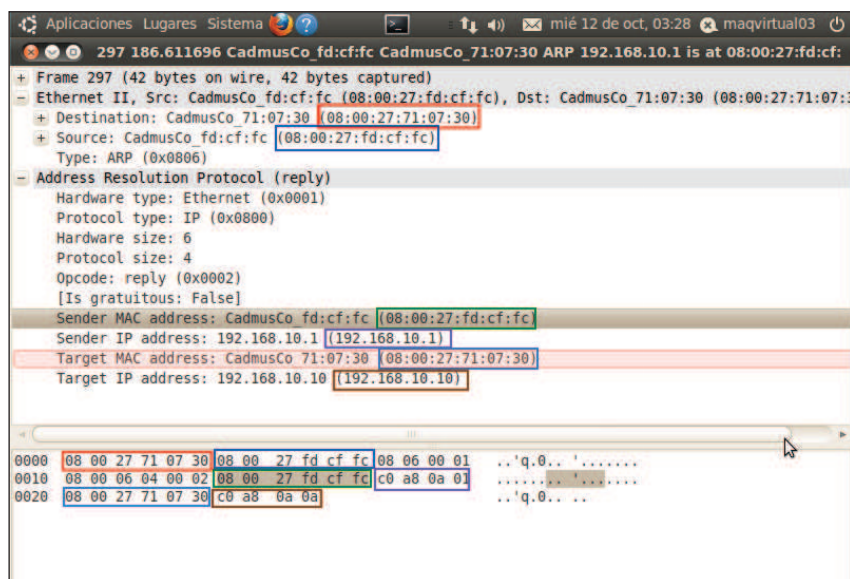 Aplicaciones Lugares Sistema ? >_ mié 12 de oct, 03:28 maqvirtual03
297 186.611696 CadmusCo_fd:cf:fc CadmusCo_71:07:30 ARP 192.168.10.1 is at 08:00:27:fd:cf:
+ Frame 297 (42 bytes on wire, 42 bytes captured)
- Ethernet II, Src: CadmusCo_fd:cf:fc (08:00:27:fd:cf:fc), Dst: CadmusCo_71:07:30 (08:00:27:71:07:3
+ Destination: CadmusCo_71:07:30 (08:00:27:71:07:30)
+ Source: CadmusCo_fd:cf:fc (08:00:27:fd:cf:fc)
Type: ARP (0x0806)
- Address Resolution Protocol (reply)
Hardware type: Ethernet (0x0001)
Protocol type: IP (0x0800)
Hardware size: 6
Protocol size: 4
Opcode: reply (0x0002)
[Is gratuitous: False]
Sender MAC address: CadmusCo_fd:cf:fc (08:00:27:fd:cf:fc)
Sender IP address: 192.168.10.1 (192.168.10.1)
Target MAC address: CadmusCo_71:07:30 (08:00:27:71:07:30)
Target IP address: 192.168.10.10 (192.168.10.10)
0000 08 00 27 71 07 30 08 00 27 fd cf fc 08 06 00 01 ..'q.0.. '.......
0010 08 00 06 04 00 02 08 00 27 fd cf fc c0 a8 0a 01 ........ '.......
0020 08 00 27 71 07 30 c0 a8 0a 0a ..'q.0.. ..